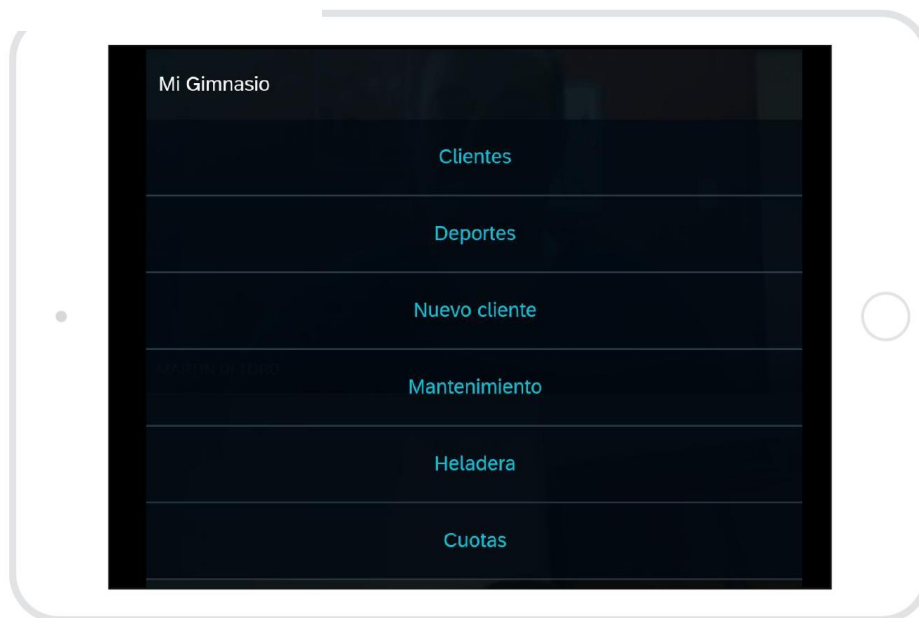 Mi Gimnasio
Clientes
Deportes
Nuevo cliente
Mantenimiento
Heladera
Cuotas